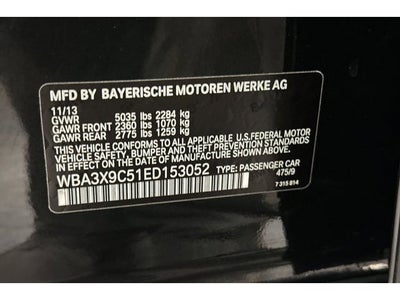 MFD BY BAYERISCHE MOTOREN WERKE AG
11/13
GVWR 5035 lbs 2284 kg
GAWR FRONT 2360 lbs 1070 kg
GAWR REAR 2775 lbs 1259 kg
THIS VEHICLE CONFORMS TO ALL APPLICABLE U.S.FEDERAL MOTOR
VEHICLE SAFETY, BUMPER, AND THEFT PREVENTION STANDARDS
IN EFFECT ON THE DATE OF MANUFACTURE SHOWN ABOVE.
WBA3X9C51ED153052 TYPE: PASSENGER CAR
475/9
7 315 814